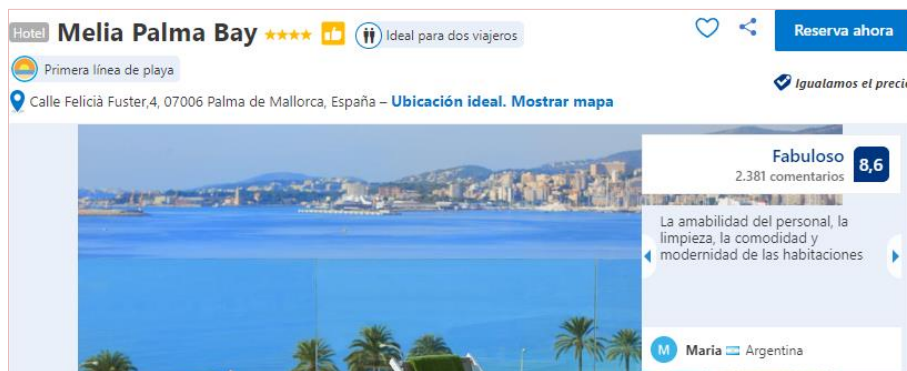 Hotel Melia Palma Bay Ideal para dos viajeros
Reserva ahora
Primera línea de playa
Igualamos el preci
Calle Felicià Fuster,4, 07006 Palma de Mallorca, España – Ubicación ideal. Mostrar mapa
Fabuloso 8,6
2.381 comentarios
La amabilidad del personal, la
limpieza, la comodidad y
modernidad de las habitaciones
M Maria Argentina